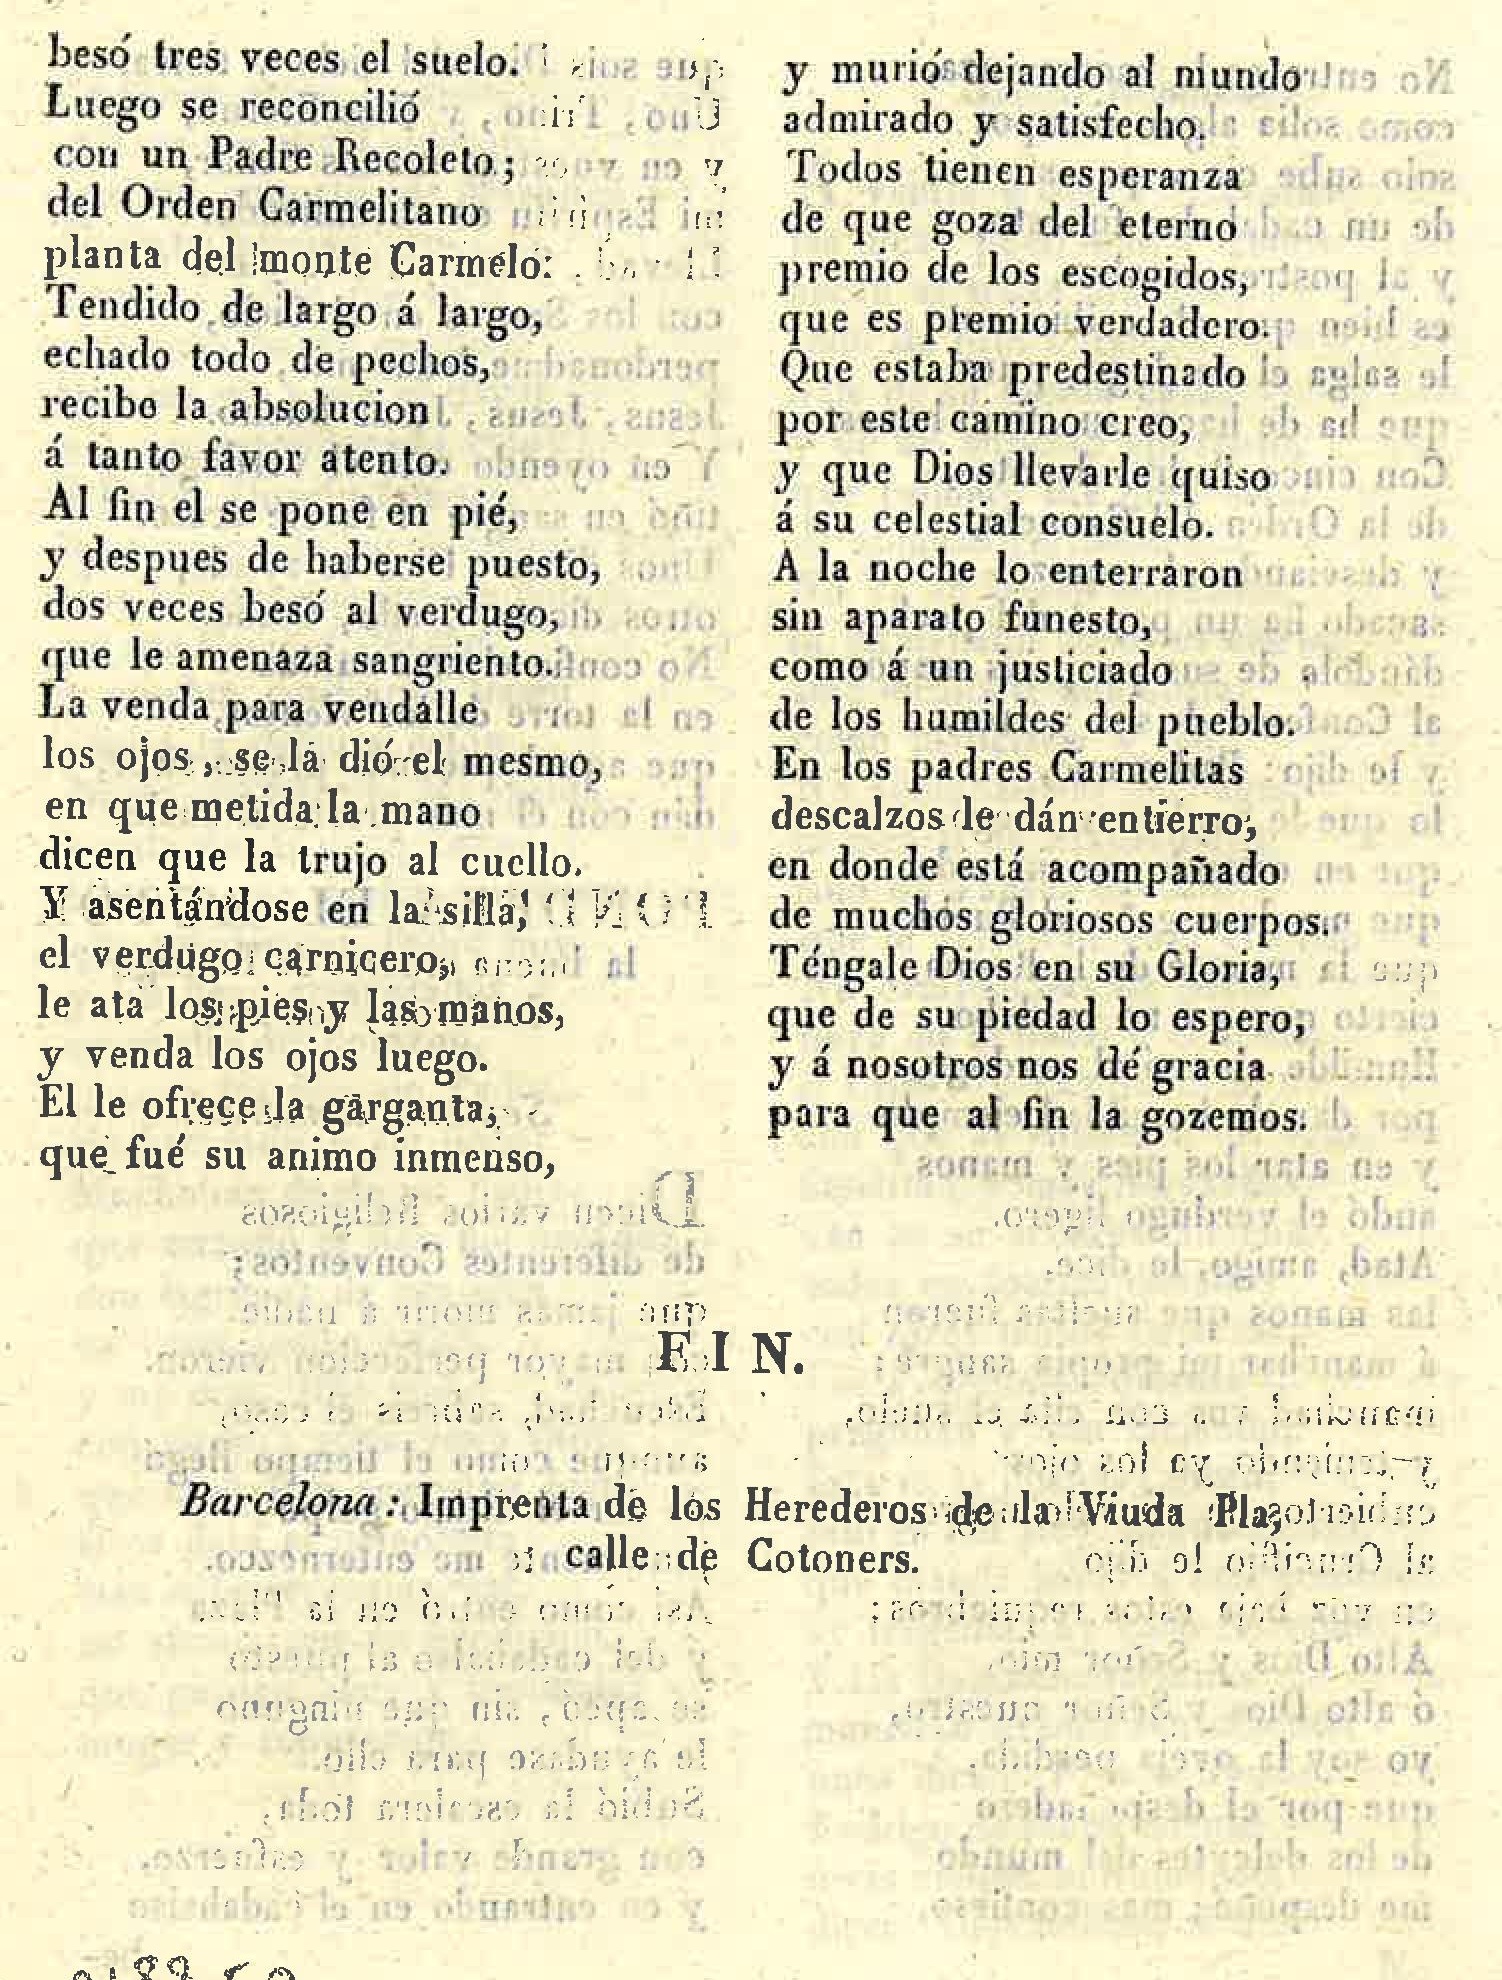 besó tres veces el suelo.
Luego se reconcilió
con un Padre Recoleto;
del Orden Carmelitano
planta del monte Carmelo:
Tendido de largo á largo,
echado todo de pechos,
recibe la absolucion
á tanto favor atento.
Al fin el se pone en pié,
y despues de haberse puesto,
dos veces besó al verdugo,
que le amenaza sangriento.
La venda para vendalle
los ojos, se la dió el mesmo,
en que metida la mano
dicen que la trujo al cuello.
Y asentándose en la silla,
el verdugo carnicero,
le ata los pies y las manos,
y venda los ojos luego.
El le ofrece la garganta,
que fué su animo inmenso,
y murió dejando al mundo
admirado y satisfecho.
Todos tienen esperanza
de que goza del eterno
premio de los escogidos,
que es premio verdadero.
Que estaba predestinado
por este camino creo,
y que Dios llevarle quiso
á su celestial consuelo.
A la noche lo enterraron
sin aparato funesto,
como á un justiciado
de los humildes del pueblo.
En los padres Carmelitas
descalzos le dán entierro,
en donde está acompañado
de muchos gloriosos cuerpos.
Téngale Dios en su Gloria,
que de su piedad lo espero,
y á nosotros nos dé gracia
para que al fin la gozemos.
FIN.
Barcelona: Imprenta de los Herederos de la Viuda Pla,
calle de Cotoners.